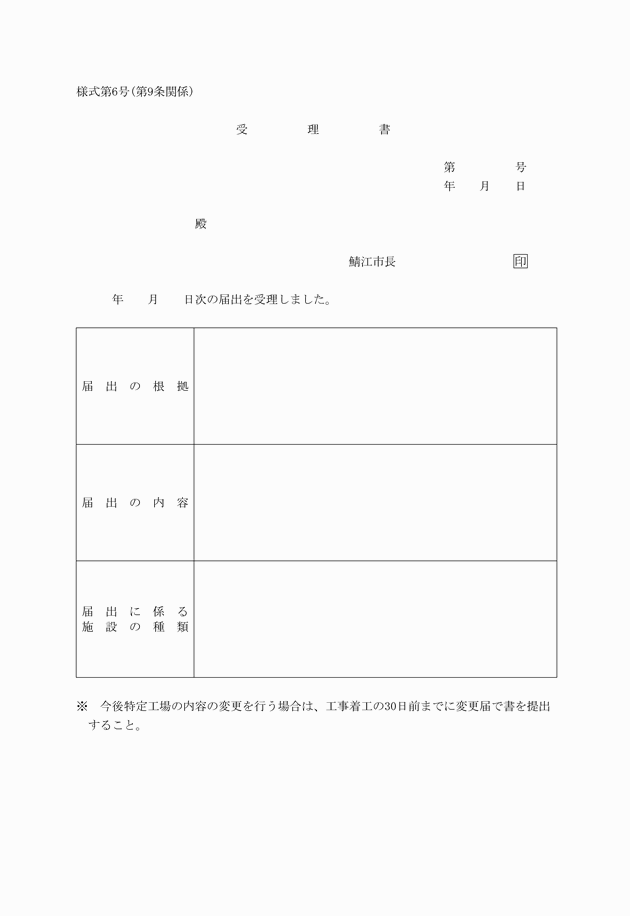 様式第6号(第9条関係)
受　　　　　理　　　　　書
第　　　　　号
年　　月　　日
殿
鯖江市長　　　　　　　　　　印
年　　月　　日次の届出を受理しました。
届　出　の　根　拠
届　出　の　内　容
届　出　に　係　る
施　設　の　種　類
※　今後特定工場の内容の変更を行う場合は、工事着工の30日前までに変更届で書を提出
すること。